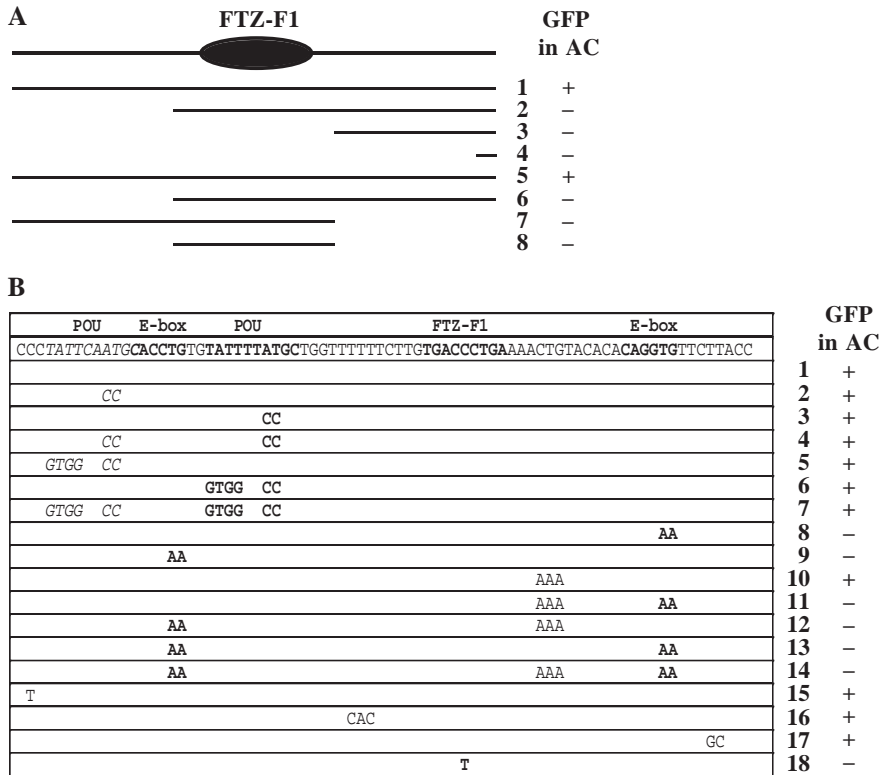 A
FTZ-F1
GFP
in AC
1 +
2 –
3 –
4 –
5 +
6 –
7 –
8 –
B
POU E-box POU FTZ-F1 E-box
GFP
in AC
CCCTATTCAATGCACCTGTGTATTTTATGCTGGTTTTTTCTTGTGACCCTGAAAACTGTACACACAGGTGTTCTTACC
1 +
CC 2 +
CC 3 +
CC CC 4 +
GTGG CC 5 +
GTGG CC 6 +
GTGG CC GTGG CC 7 +
AA 8 –
AA 9 –
AAA 10 +
AAA AA 11 –
AA AAA 12 –
AA AA 13 –
AA AAA AA 14 –
T 15 +
CAC 16 +
GC 17 +
T 18 –